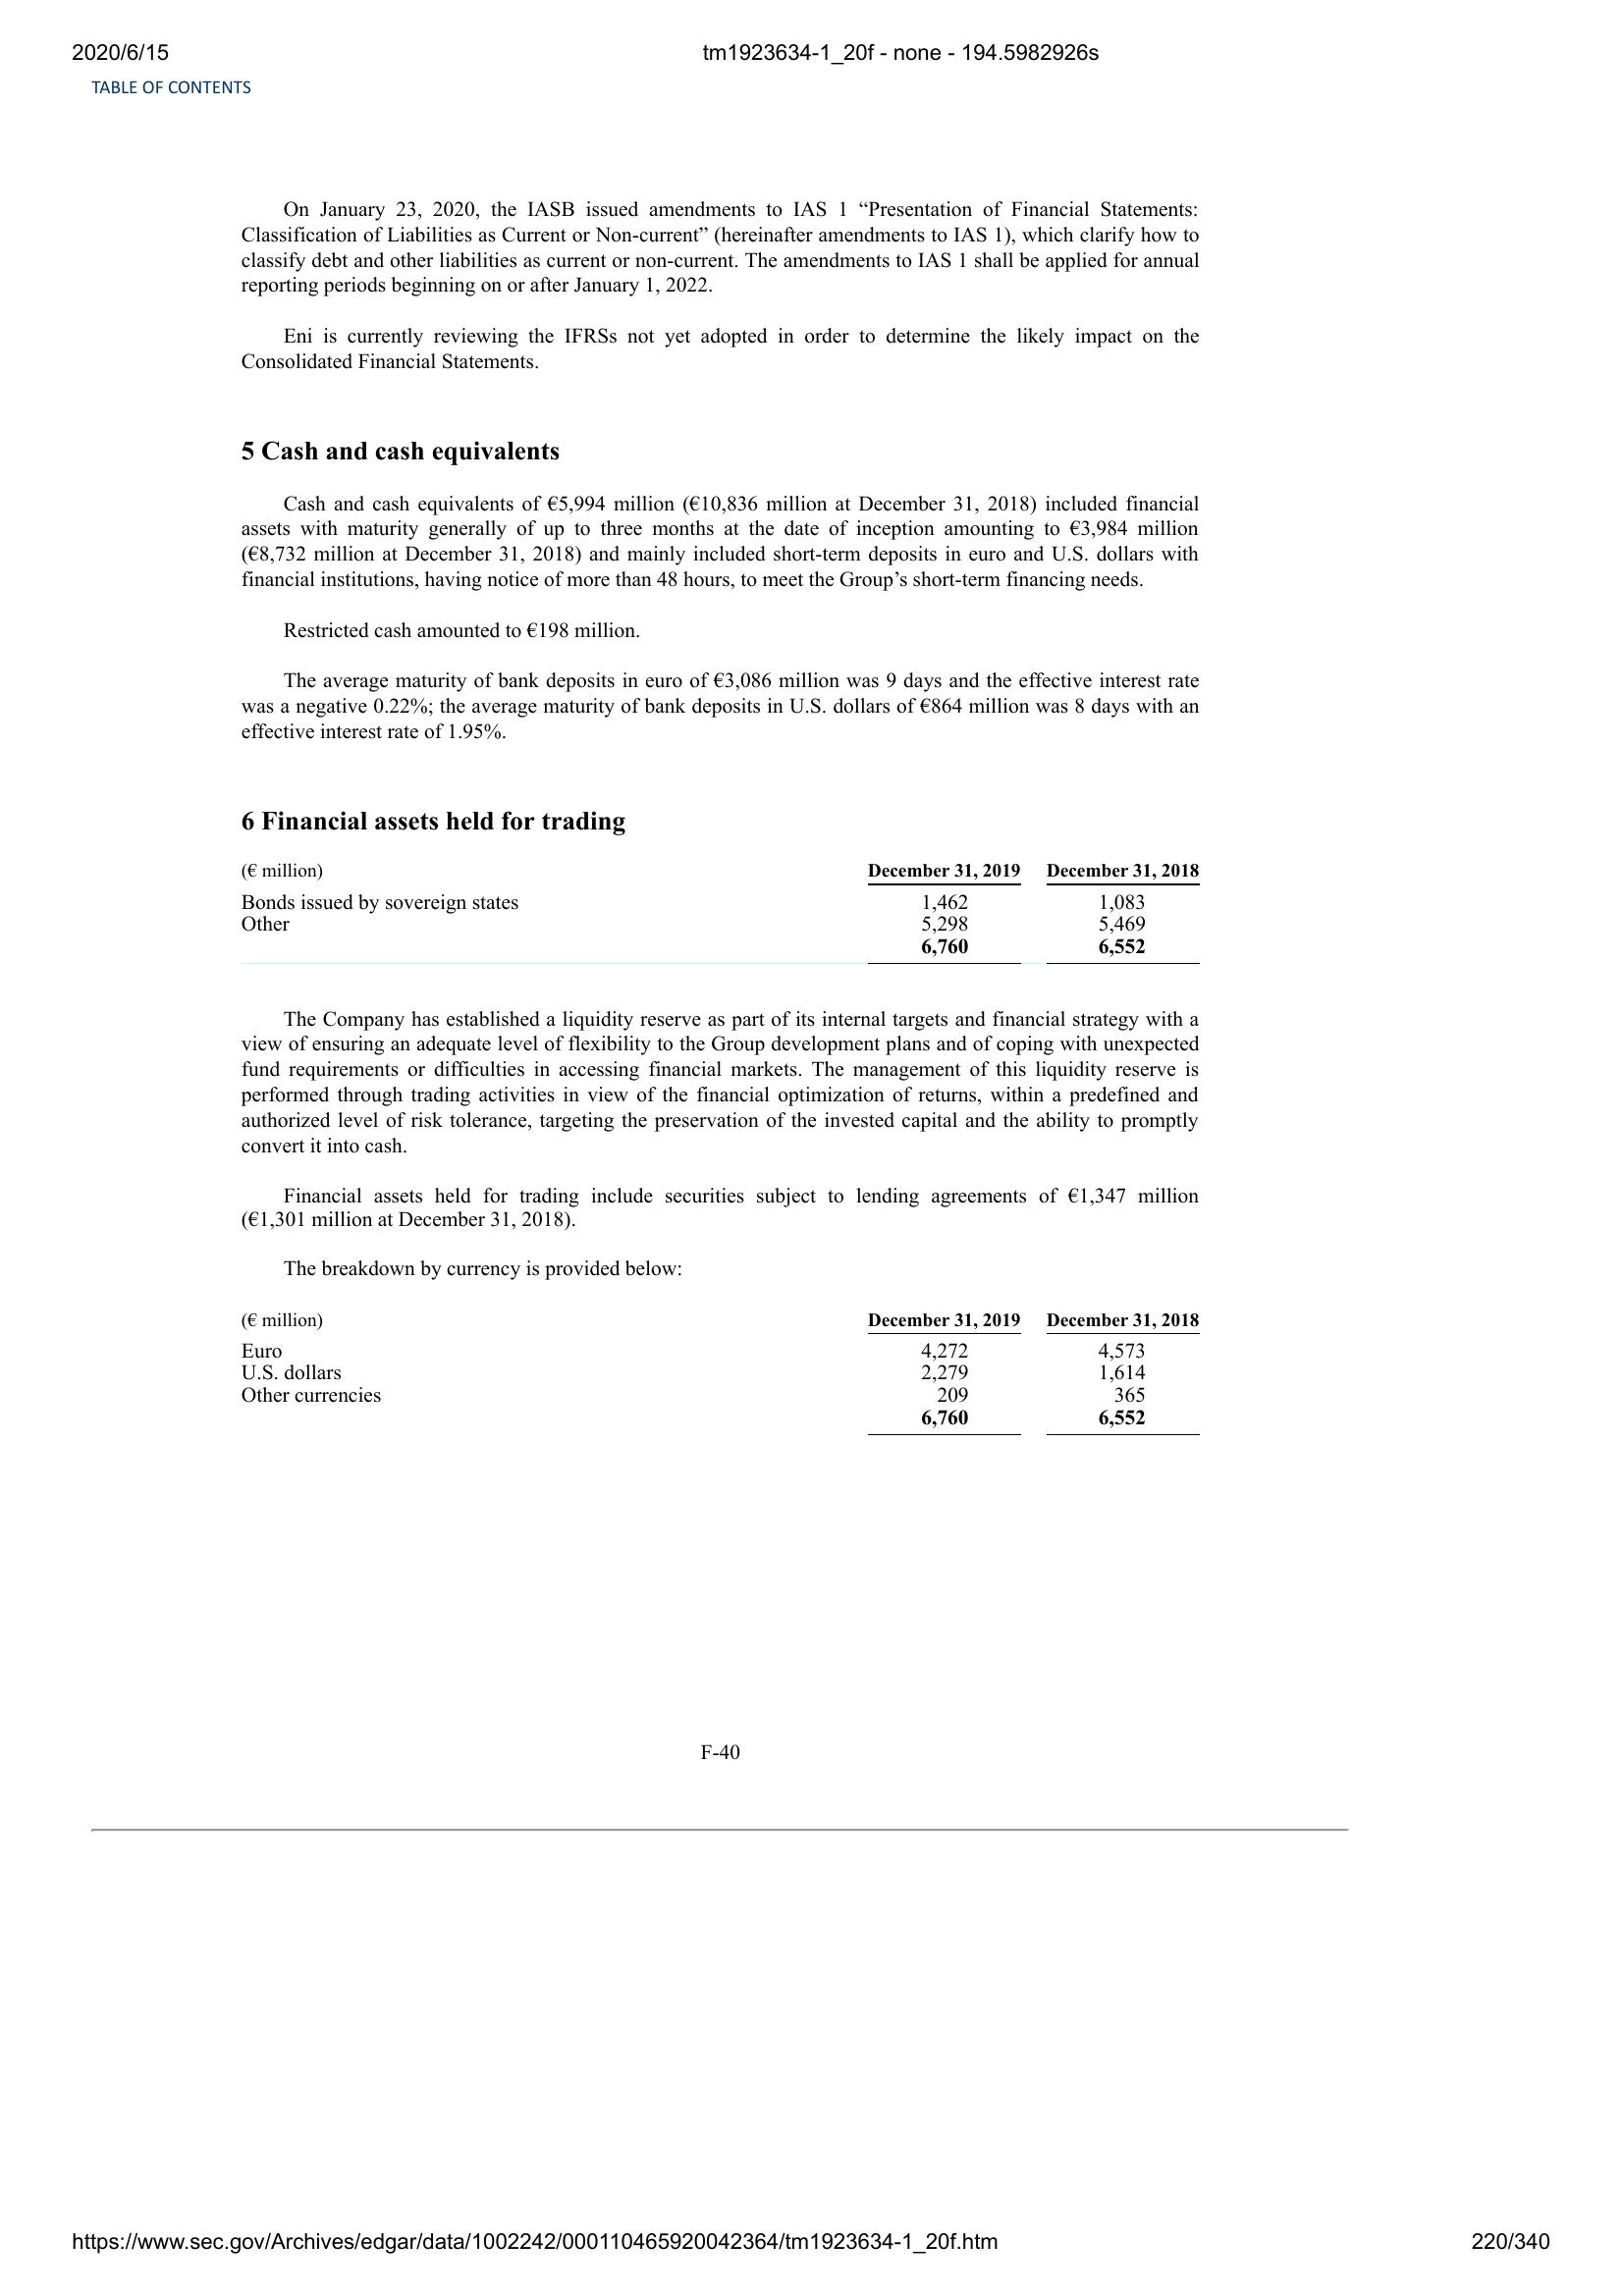 2020/6/15 tm1923634-1_20f - none - 194.5982926s
TABLE OF CONTENTS
On January 23, 2020, the IASB issued amendments to IAS 1 “Presentation of Financial Statements:
Classification of Liabilities as Current or Non-current” (hereinafter amendments to IAS 1), which clarify how to
classify debt and other liabilities as current or non-current. The amendments to IAS 1 shall be applied for annual
reporting periods beginning on or after January 1, 2022.
Eni is currently reviewing the IFRSs not yet adopted in order to determine the likely impact on the
Consolidated Financial Statements.
5 Cash and cash equivalents
Cash and cash equivalents of €5,994 million (€10,836 million at December 31, 2018) included financial
assets with maturity generally of up to three months at the date of inception amounting to €3,984 million
(€8,732 million at December 31, 2018) and mainly included short-term deposits in euro and U.S. dollars with
financial institutions, having notice of more than 48 hours, to meet the Group’s short-term financing needs.
Restricted cash amounted to €198 million.
The average maturity of bank deposits in euro of €3,086 million was 9 days and the effective interest rate
was a negative 0.22%; the average maturity of bank deposits in U.S. dollars of €864 million was 8 days with an
effective interest rate of 1.95%.
6 Financial assets held for trading
(€ million) December 31, 2019 December 31, 2018
Bonds issued by sovereign states 1,462 1,083
Other 5,298 5,469
6,760 6,552
The Company has established a liquidity reserve as part of its internal targets and financial strategy with a
view of ensuring an adequate level of flexibility to the Group development plans and of coping with unexpected
fund requirements or difficulties in accessing financial markets. The management of this liquidity reserve is
performed through trading activities in view of the financial optimization of returns, within a predefined and
authorized level of risk tolerance, targeting the preservation of the invested capital and the ability to promptly
convert it into cash.
Financial assets held for trading include securities subject to lending agreements of €1,347 million
(€1,301 million at December 31, 2018).
The breakdown by currency is provided below:
(€ million) December 31, 2019 December 31, 2018
Euro 4,272 4,573
U.S. dollars 2,279 1,614
Other currencies 209 365
6,760 6,552
F-40
https://www.sec.gov/Archives/edgar/data/1002242/000110465920042364/tm1923634-1_20f.htm 220/340